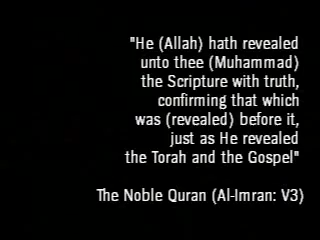 "He (Allah) hath revealed
unto thee (Muhammad)
the Scripture with truth,
confirming that which
was (revealed) before it,
just as He revealed
the Torah and the Gospel"
The Noble Quran (Al-Imran: V3)